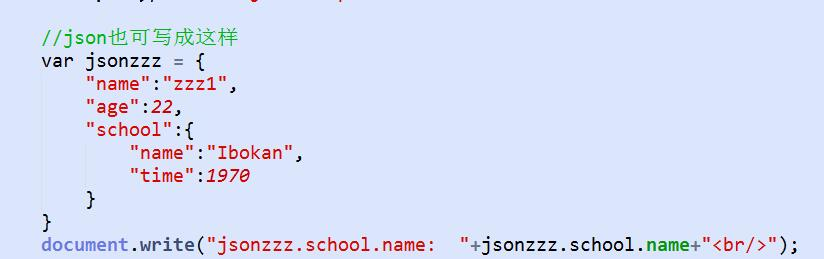 //json也可写成这样
var jsonzzz = {
    "name":"zzz1",
    "age":22,
    "school":{
        "name":"Ibokan",
        "time":1970
    }
}
document.write("jsonzzz.school.name:  "+jsonzzz.school.name+"<br/>");